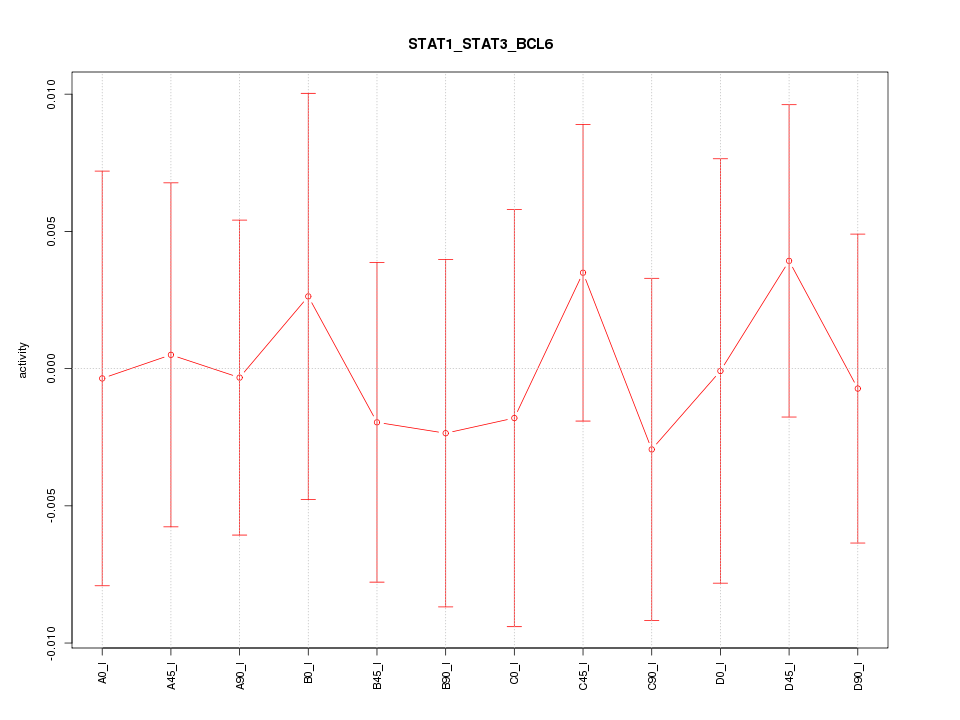 STAT1_STAT3_BCL6
activity
0.010
0.005
0.000
-0.005
-0.010
A0_I
A45_I
A90_I
B0_I
B45_I
B90_I
C0_I
C45_I
C90_I
D0_I
D45_I
D90_I